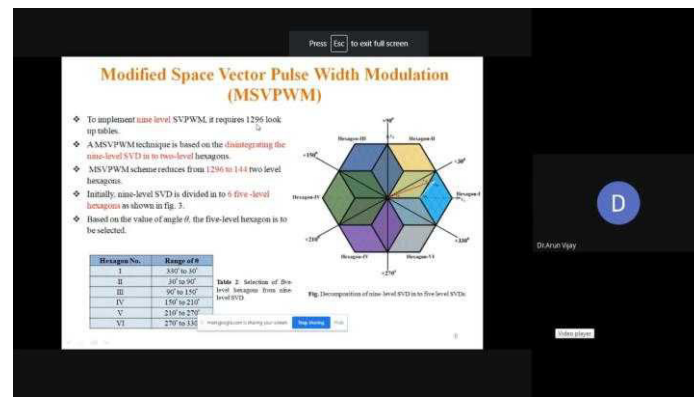 Press Esc to exit full screen
Modified Space Vector Pulse Width Modulation
(MSVPWM)
❖ To implement nine level SVPWM, it requires 1296 look
up tables.
❖ A MSVPWM technique is based on the disintegrating the
nine-level SVD in to two-level hexagons.
❖ MSVPWM scheme reduces from 1296 to 144 two level
hexagons.
❖ Initially, nine-level SVD is divided in to 6 five-level
hexagons as shown in fig. 3.
❖ Based on the value of angle θ, the five-level hexagon is to
be selected.
Hexagon No. Range of θ
I 330° to 30°
II 30° to 90°
III 90° to 150°
IV 150° to 210°
V 210° to 270°
VI 270° to 330°
Table 2 Selection of five
level hexagons from nine
level SVD
+90°
Hexagon-III
Hexagon-II
+150°
+30°
Hexagon-IV
Hexagon-I
+210°
+330°
Hexagon-IV
Hexagon-VI
+270°
Fig. Decomposition of nine-level SVD in to five level SVDs
is sharing your screen.
Stop sharing
Hide
D
Dr.Arun Vijay
Video player